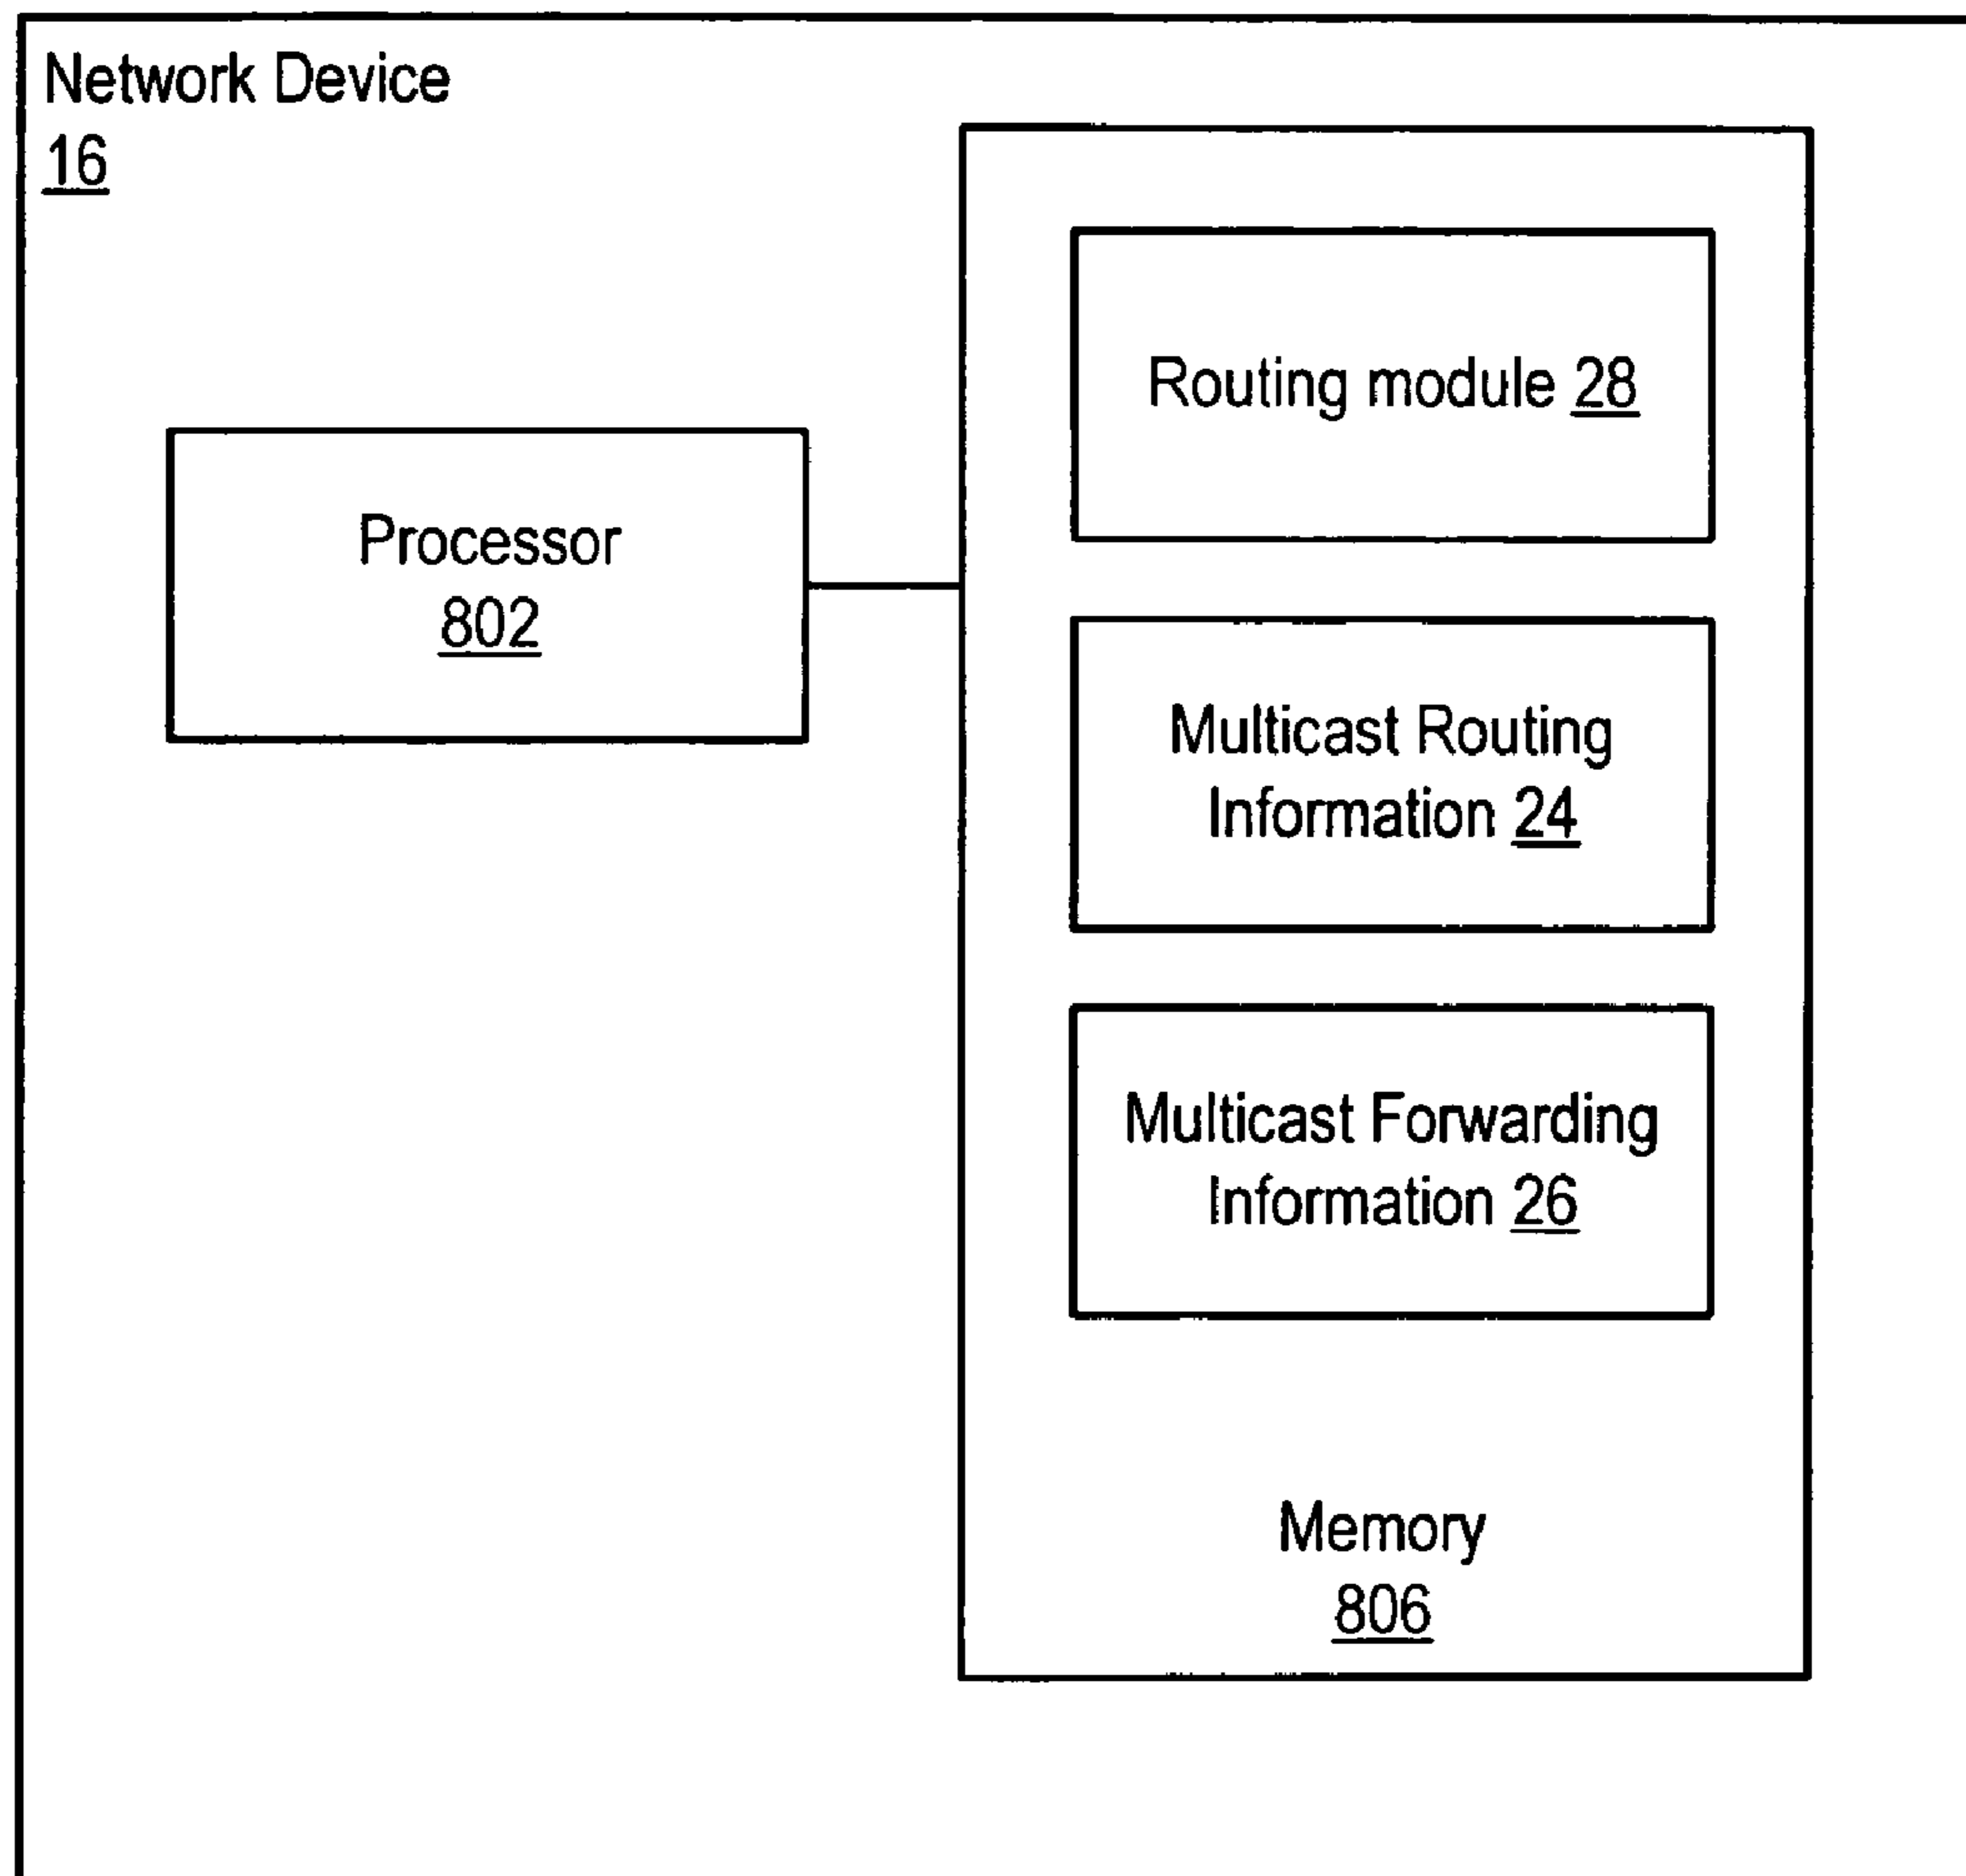 Network Device
16
Routing module 28
Processor
802
Multicast Routing
Information 24
Multicast Forwarding
Information 26
Memory
806